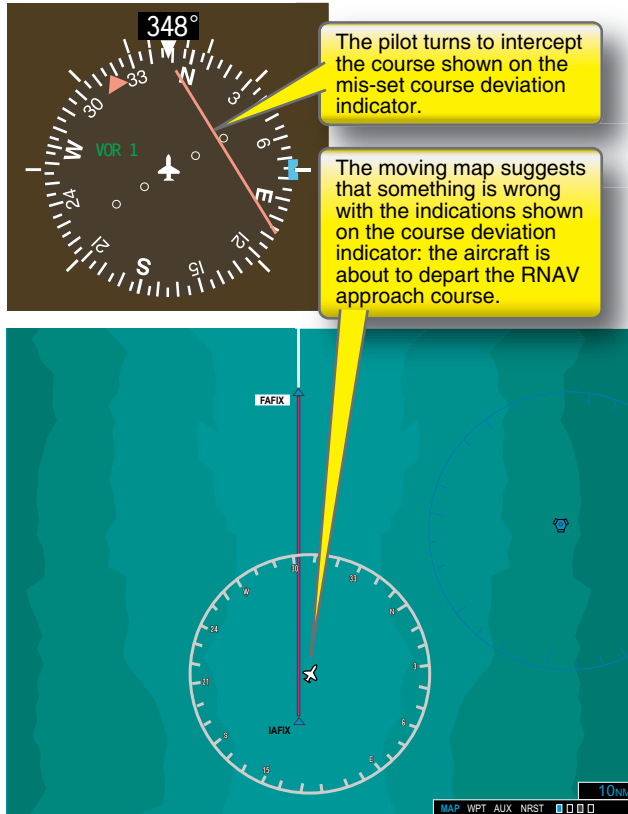 348°
N
33
30
W
24
21
S
15
12
E
6
3
VOR 1
The pilot turns to intercept
the course shown on the
mis-set course deviation
indicator.
The moving map suggests
that something is wrong
with the indications shown
on the course deviation
indicator: the aircraft is
about to depart the RNAV
approach course.
FAFIX
30
33
N
3
6
E
15
S
21
24
W
IAFIX
10NM
MAP WPT AUX NRST